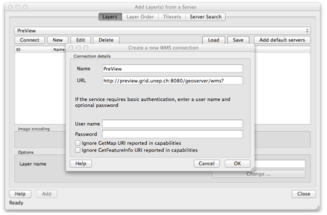 Add Layer(s) from a Server
Layers Layer Order Tilesets Server Search
PreView
Connect New Edit Delete Load Save Add default servers
ID
Create a new WMS connection
Connection details
Name PreView
URL http://preview.grid.unep.ch:8080/geoserver/wms?
If the service requires basic authentication, enter a user name and
optional password
User name
Password
Ignore GetMap URI reported in capabilities
Ignore GetFeatureInfo URI reported in capabilities
Help Cancel OK
Image encoding
Options
Layer name
Change ...
Help Add Close
Ready